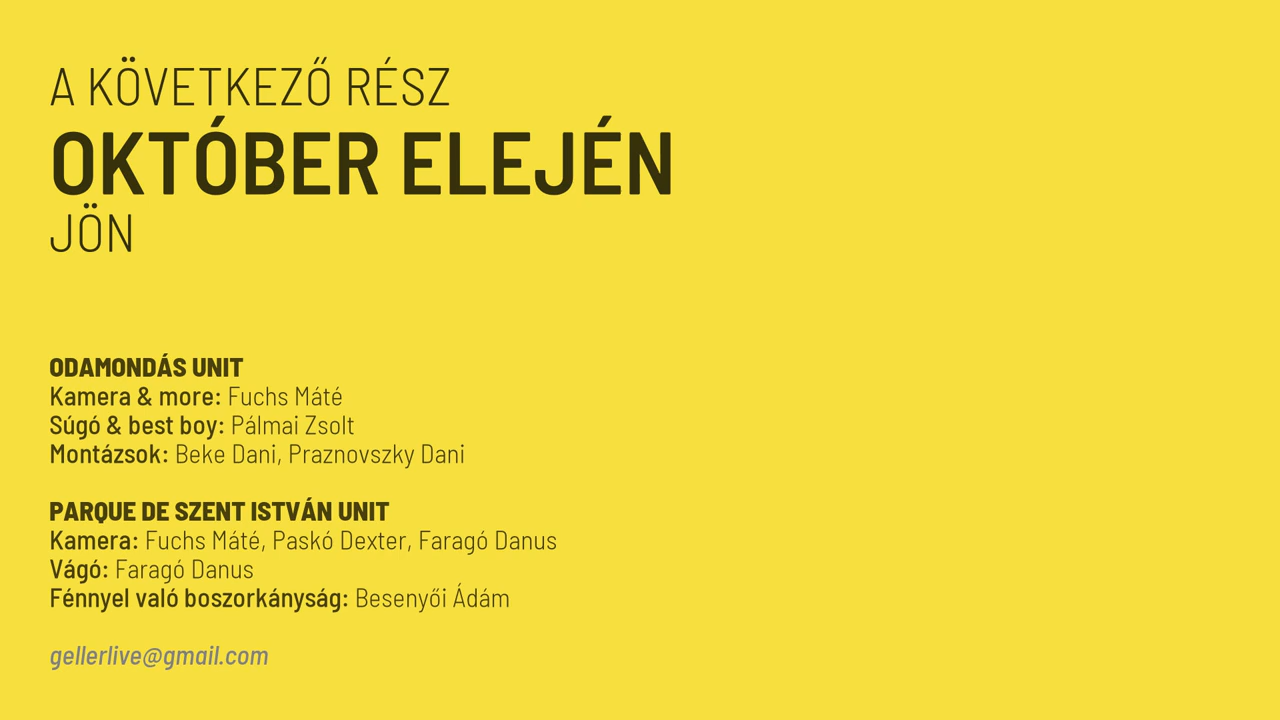 A KÖVETKEZŐ RÉSZ
OKTÓBER ELEJÉN
JÖN
ODAMONDÁS UNIT
Kamera & more: Fuchs Máté
Súgó & best boy: Pálmai Zsolt
Montázsok: Beke Dani, Praznovszky Dani
PARQUE DE SZENT ISTVÁN UNIT
Kamera: Fuchs Máté, Paskó Dexter, Faragó Danus
Vágó: Faragó Danus
Fénnyel való boszorkányság: Besenyői Ádám
gellerlive@gmail.com